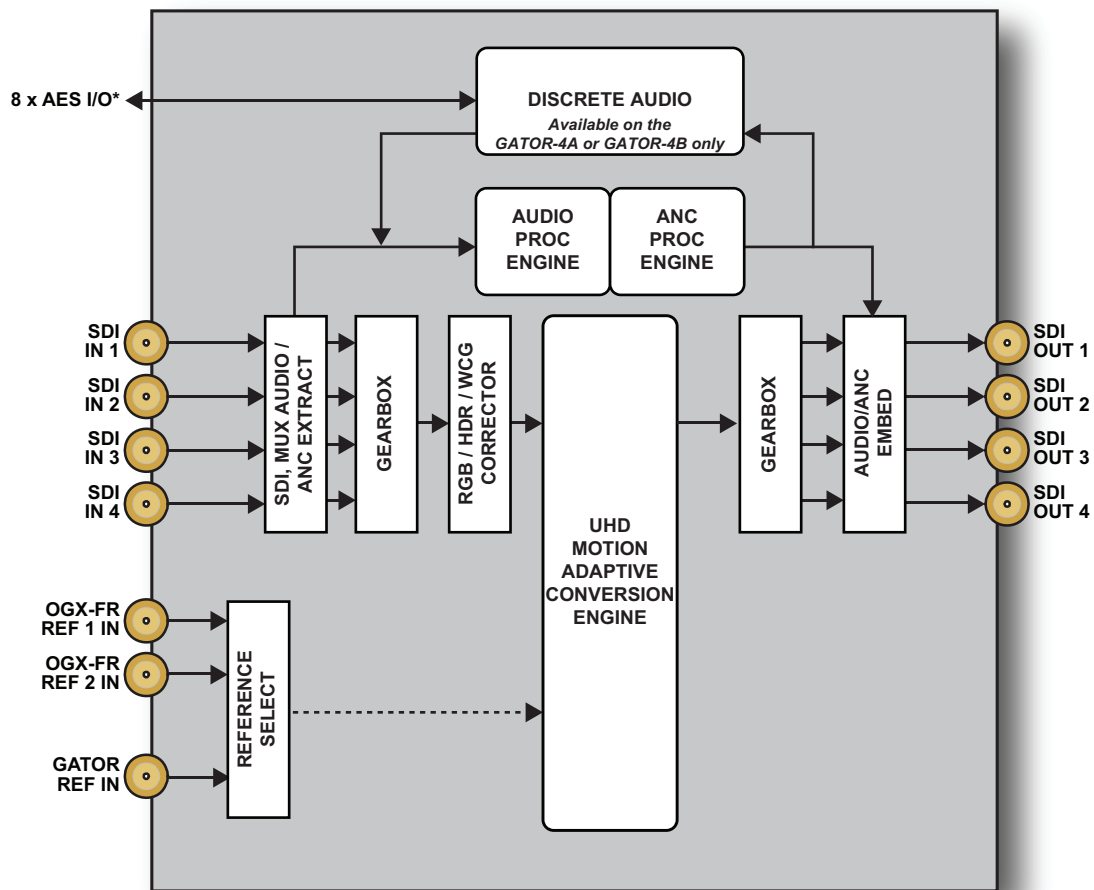 8 x AES I/O*
DISCRETE AUDIO
Available on the
GATOR-4A or GATOR-4B only
AUDIO
PROC
ENGINE
ANC
PROC
ENGINE
SDI
IN 1
SDI
IN 2
SDI
IN 3
SDI
IN 4
SDI, MUX AUDIO /
ANC EXTRACT
GEARBOX
RGB / HDR / WCG
CORRECTOR
UHD
MOTION
ADAPTIVE
CONVERSION
ENGINE
GEARBOX
AUDIO/ANC
EMBED
SDI
OUT 1
SDI
OUT 2
SDI
OUT 3
SDI
OUT 4
OGX-FR
REF 1 IN
OGX-FR
REF 2 IN
GATOR
REF IN
REFERENCE
SELECT